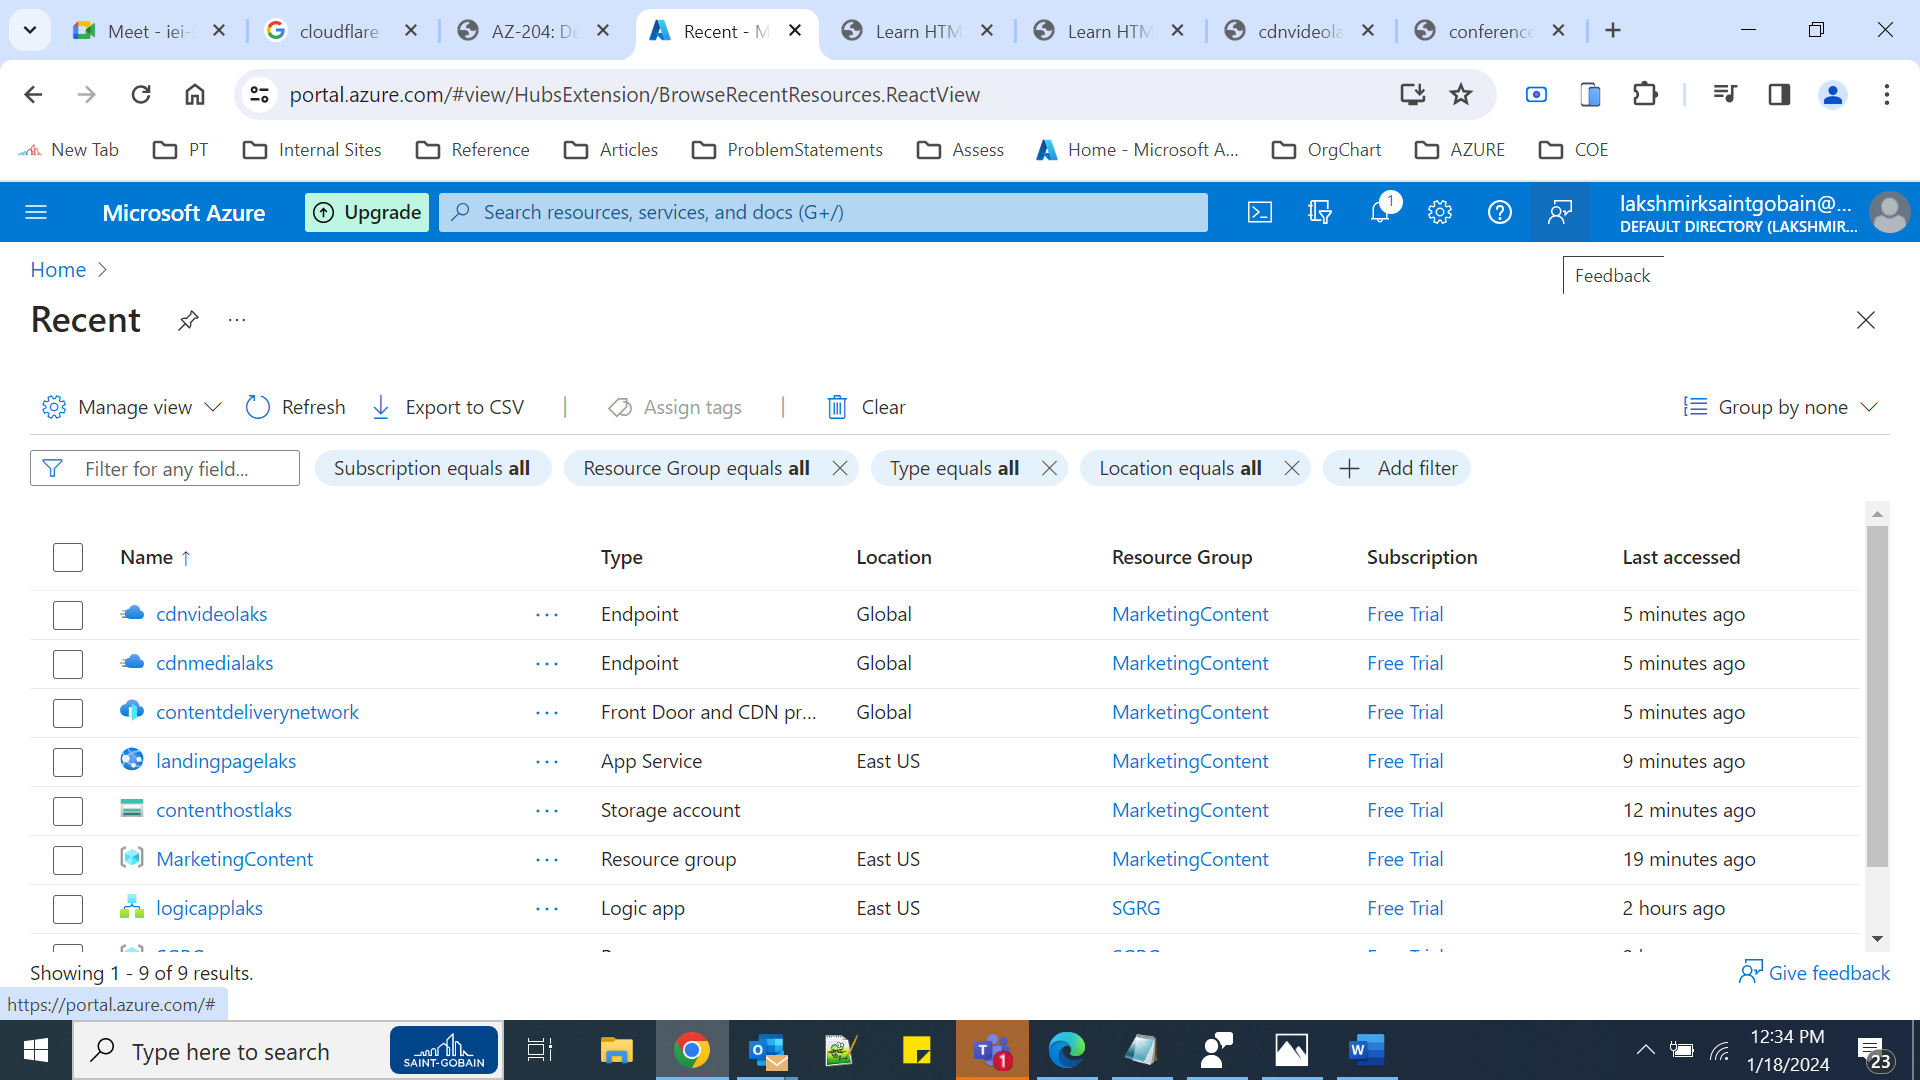 Meet - iei-
cloudflare
AZ-204: De
Recent - M
Learn HTM
Learn HTM
cdnvideola
conference
portal.azure.com/#view/HubsExtension/BrowseRecentResources.ReactView
New Tab
PT
Internal Sites
Reference
Articles
ProblemStatements
Assess
Home - Microsoft A...
OrgChart
AZURE
COE
Microsoft Azure
Upgrade
Search resources, services, and docs (G+/)
1
lakshmirksaintgobain@...
DEFAULT DIRECTORY (LAKSHMIR...
Home
Feedback
Recent
Manage view
Refresh
Export to CSV
Assign tags
Clear
Group by none
Filter for any field...
Subscription equals all
Resource Group equals all
Type equals all
Location equals all
Add filter
Name ↑ Type Location Resource Group Subscription Last accessed
cdnvideolaks ... Endpoint Global MarketingContent Free Trial 5 minutes ago
cdnmedialaks ... Endpoint Global MarketingContent Free Trial 5 minutes ago
contentdeliverynetwork ... Front Door and CDN pr... Global MarketingContent Free Trial 5 minutes ago
landingpagelaks ... App Service East US MarketingContent Free Trial 9 minutes ago
contenthostlaks ... Storage account MarketingContent Free Trial 12 minutes ago
MarketingContent ... Resource group East US MarketingContent Free Trial 19 minutes ago
logicapplaks ... Logic app East US SGRG Free Trial 2 hours ago
Showing 1 - 9 of 9 results.
Give feedback
https://portal.azure.com/#
Type here to search
SAINT-GOBAIN
1
12:34 PM
1/18/2024
23